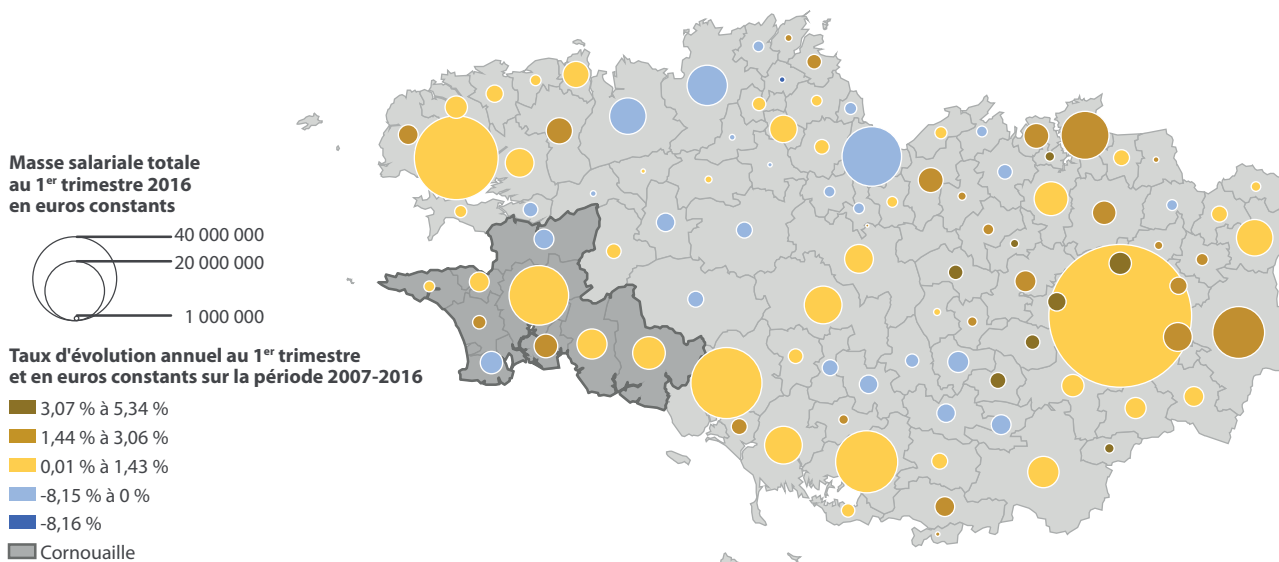 Masse salariale totale
au 1er trimestre 2016
en euros constants
40 000 000
20 000 000
1 000 000
Taux d'évolution annuel au 1er trimestre
et en euros constants sur la période 2007-2016
3,07 % à 5,34 %
1,44 % à 3,06 %
0,01 % à 1,43 %
-8,15 % à 0 %
-8,16 %
Cornouaille